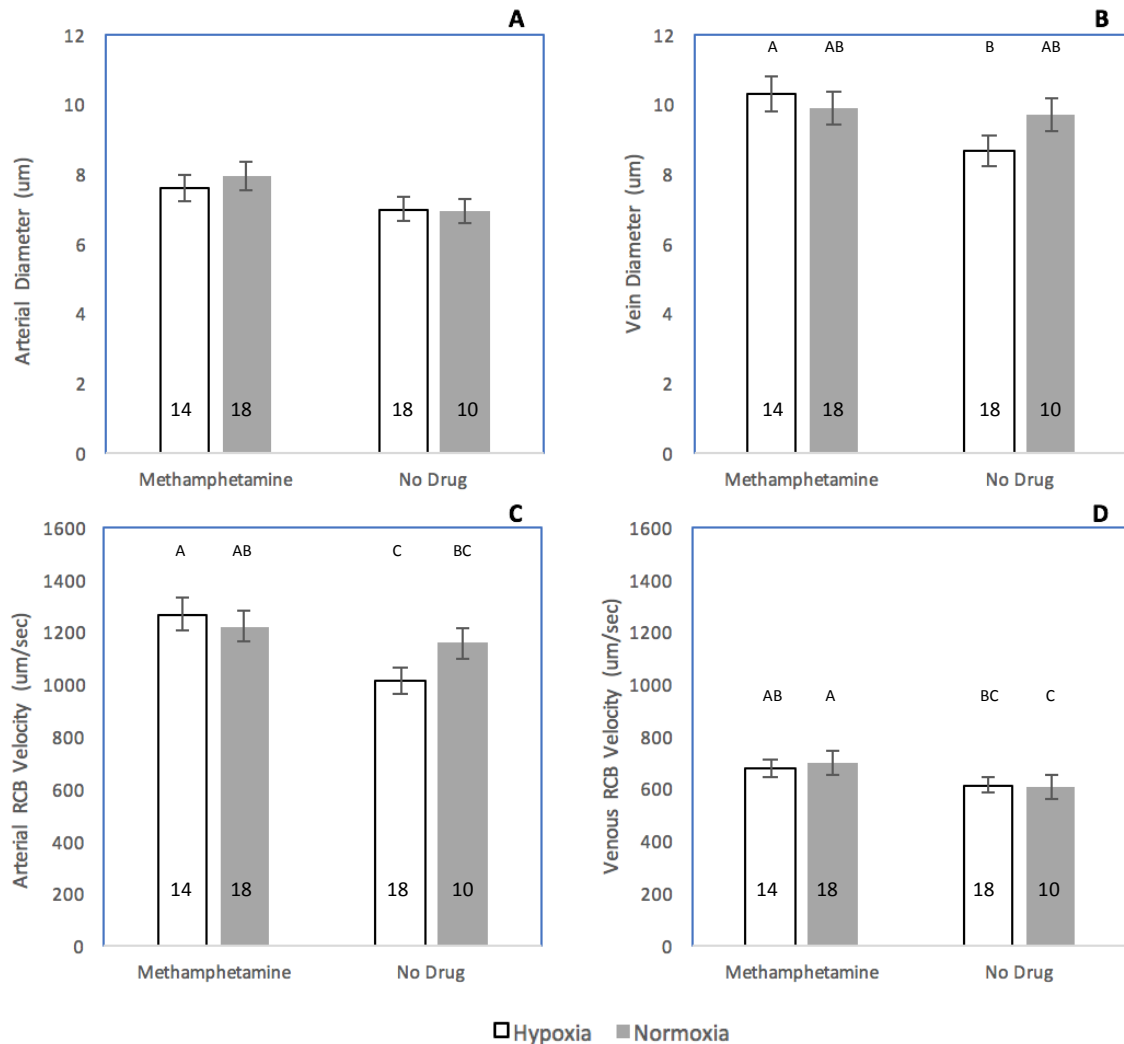 A
12
10
8
6
4
2
0
Arterial Diameter (um)
14 18 18 10
Methamphetamine No Drug
B
12
10
8
6
4
2
0
Vein Diameter (um)
A AB B AB
14 18 18 10
Methamphetamine No Drug
C
1600
1400
1200
1000
800
600
400
200
0
Arterial RCB Velocity (um/sec)
A AB C BC
14 18 18 10
Methamphetamine No Drug
D
1600
1400
1200
1000
800
600
400
200
0
Venous RCB Velocity (um/sec)
AB A BC C
14 18 18 10
Methamphetamine No Drug
Hypoxia Normoxia